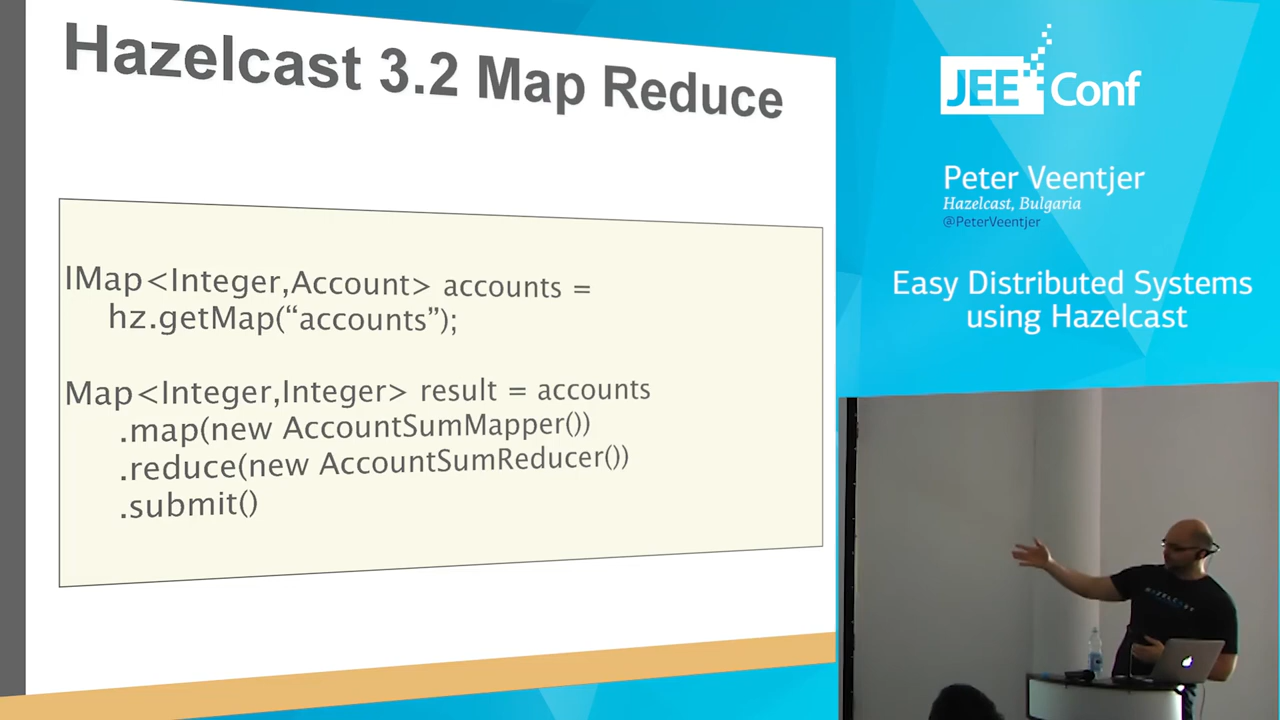 Hazelcast 3.2 Map Reduce
IMap<Integer,Account> accounts =
hz.getMap(“accounts”);
Map<Integer,Integer> result = accounts
.map(new AccountSumMapper())
.reduce(new AccountSumReducer())
.submit()
JEE Conf
Peter Veentjer
Hazelcast, Bulgaria
@PeterVeentjer
Easy Distributed Systems
using Hazelcast
HAZELCAST